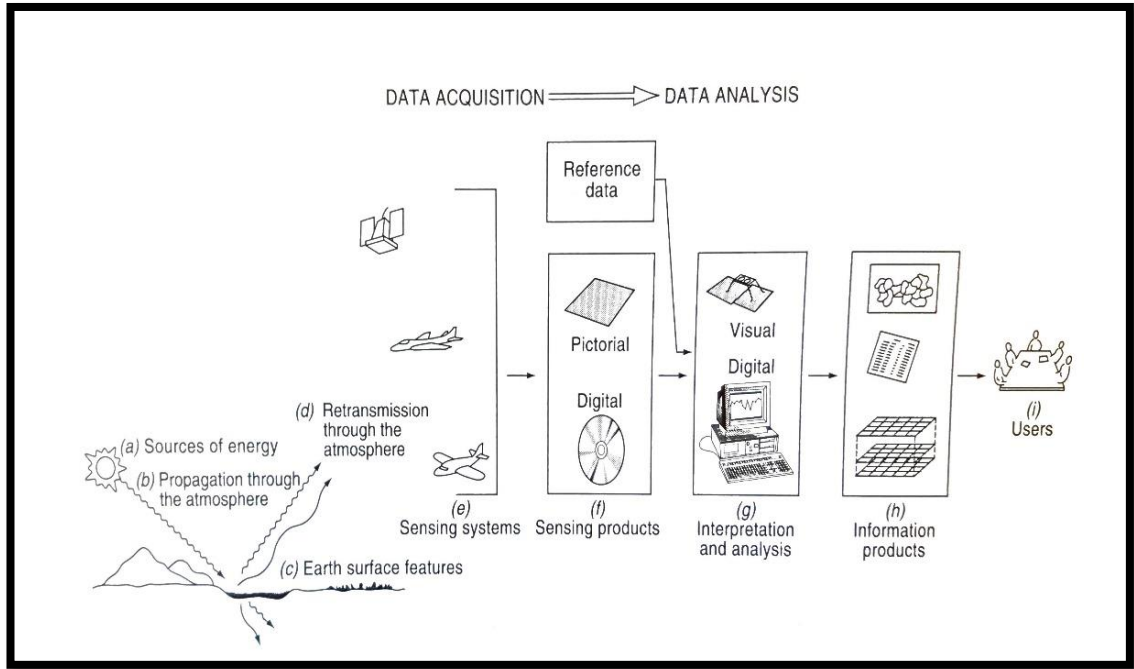 DATA ACQUISITION
DATA ANALYSIS
Reference
data
Pictorial
Digital
Visual
Digital
(a) Sources of energy
(b) Propagation through
the atmosphere
(c) Earth surface features
(d) Retransmission
through the
atmosphere
(e)
Sensing systems
(f)
Sensing products
(g)
Interpretation
and analysis
(h)
Information
products
(i)
Users